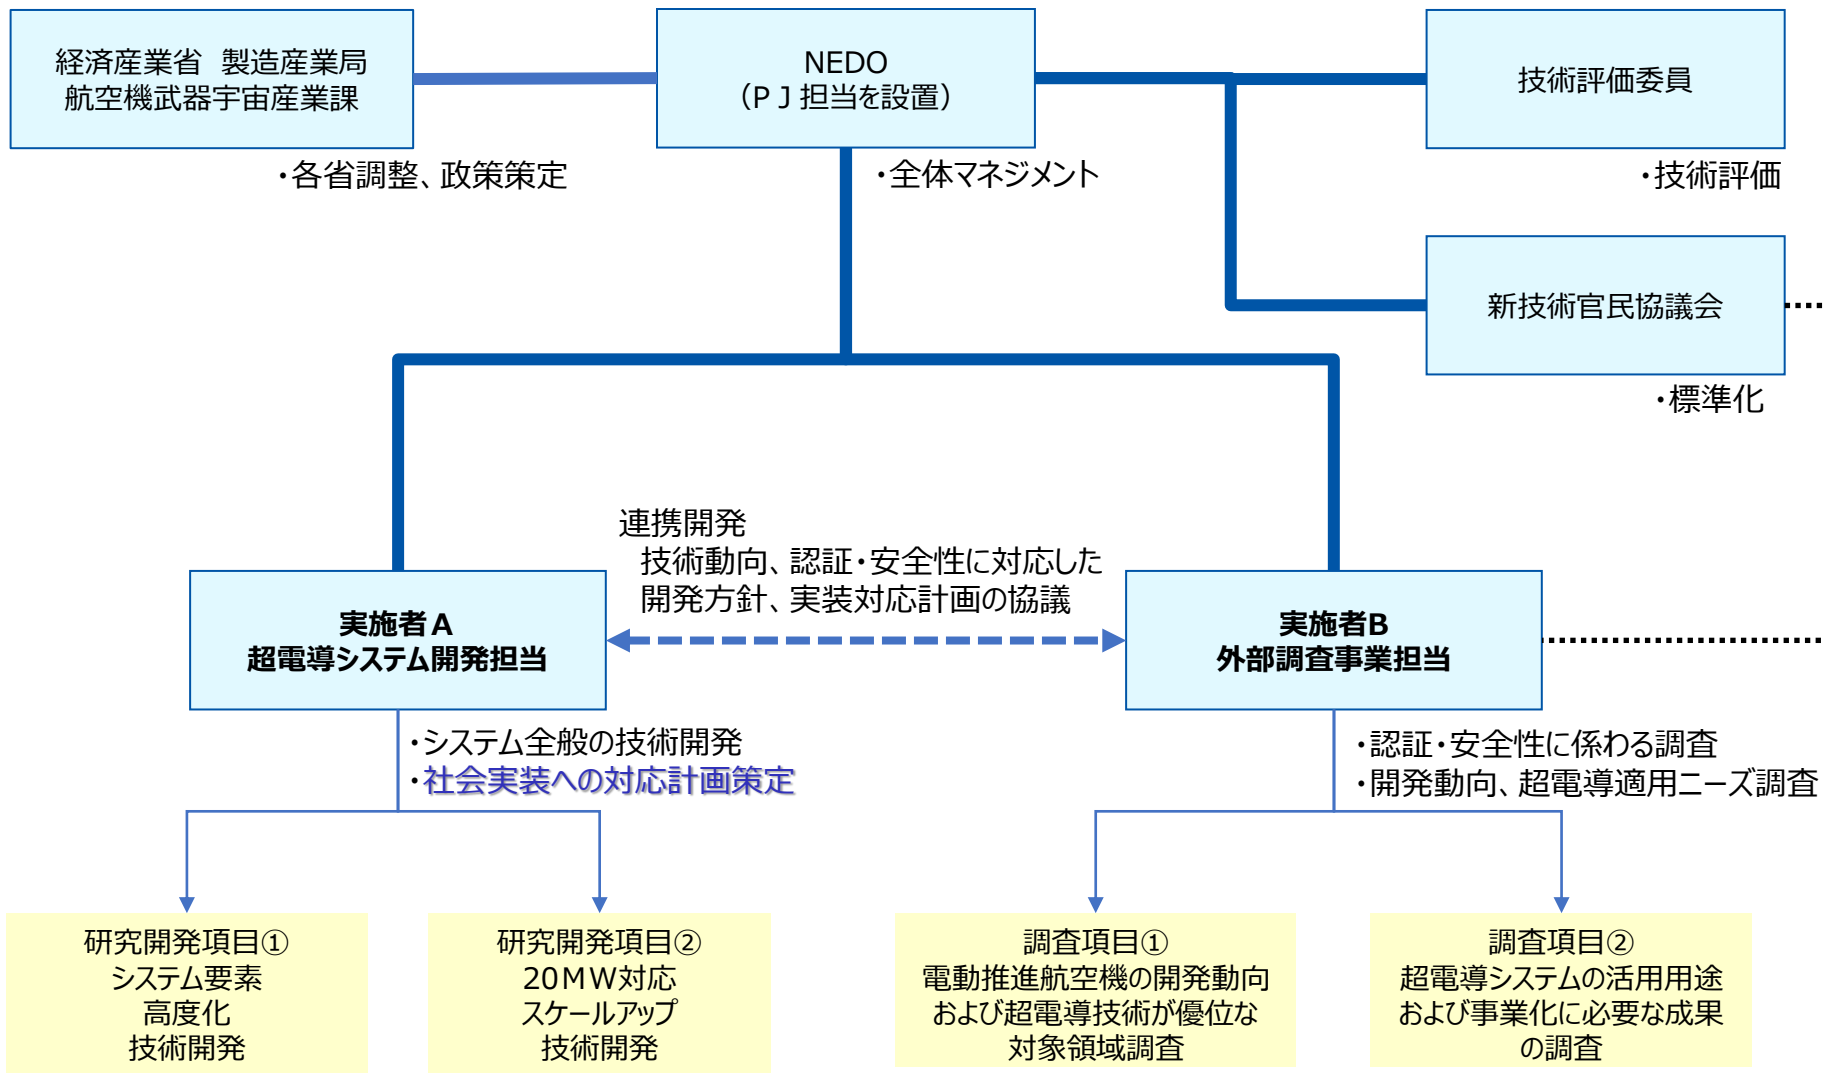 経済産業省　製造産業局
航空機武器宇宙産業課
・各省調整、政策策定
NEDO
（ＰＪ担当を設置）
・全体マネジメント
技術評価委員
・技術評価
新技術官民協議会
・標準化
連携開発
技術動向、認証・安全性に対応した
開発方針、実装対応計画の協議
実施者Ａ
超電導システム開発担当
・システム全般の技術開発
・社会実装への対応計画策定
実施者B
外部調査事業担当
・認証・安全性に係わる調査
・開発動向、超電導適用ニーズ調査
研究開発項目①
システム要素
高度化
技術開発
研究開発項目②
20ＭＷ対応
スケールアップ
技術開発
調査項目①
電動推進航空機の開発動向
および超電導技術が優位な
対象領域調査
調査項目②
超電導システムの活用用途
および事業化に必要な成果
の調査